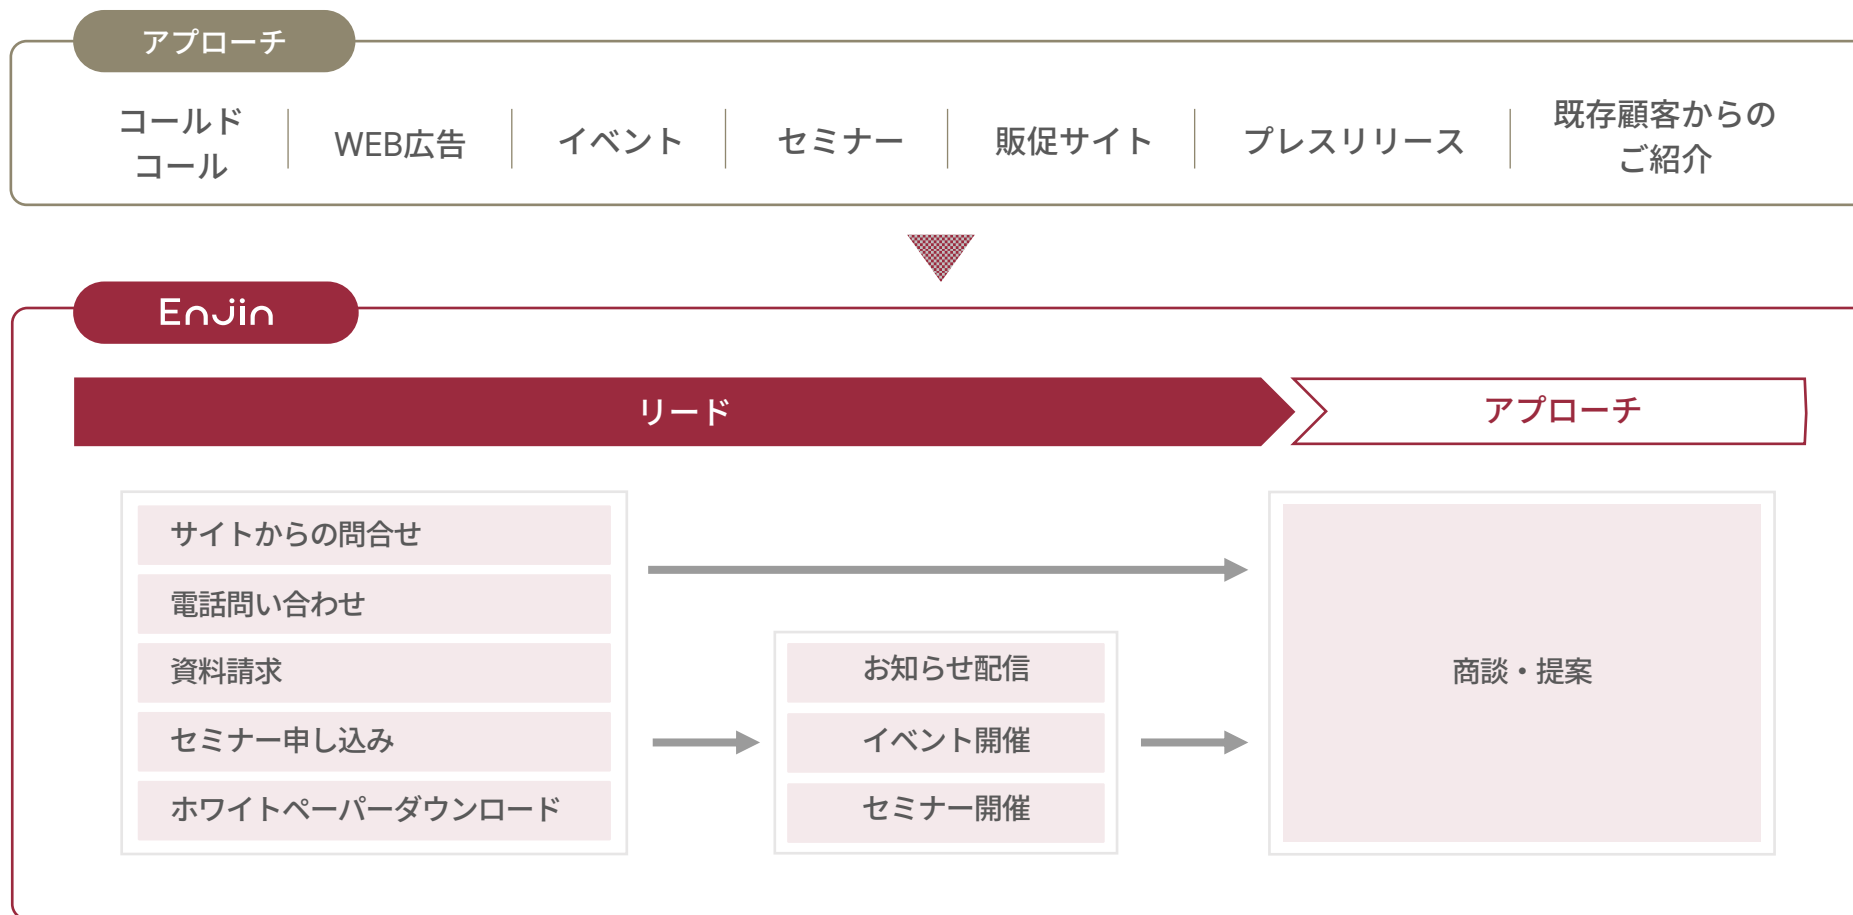 アプローチ
コールド
コール
WEB広告
イベント
セミナー
販促サイト
プレスリリース
既存顧客からの
ご紹介
Enjin
リード
アプローチ
サイトからの問合せ
電話問い合わせ
資料請求
セミナー申し込み
ホワイトペーパーダウンロード
お知らせ配信
イベント開催
セミナー開催
商談・提案